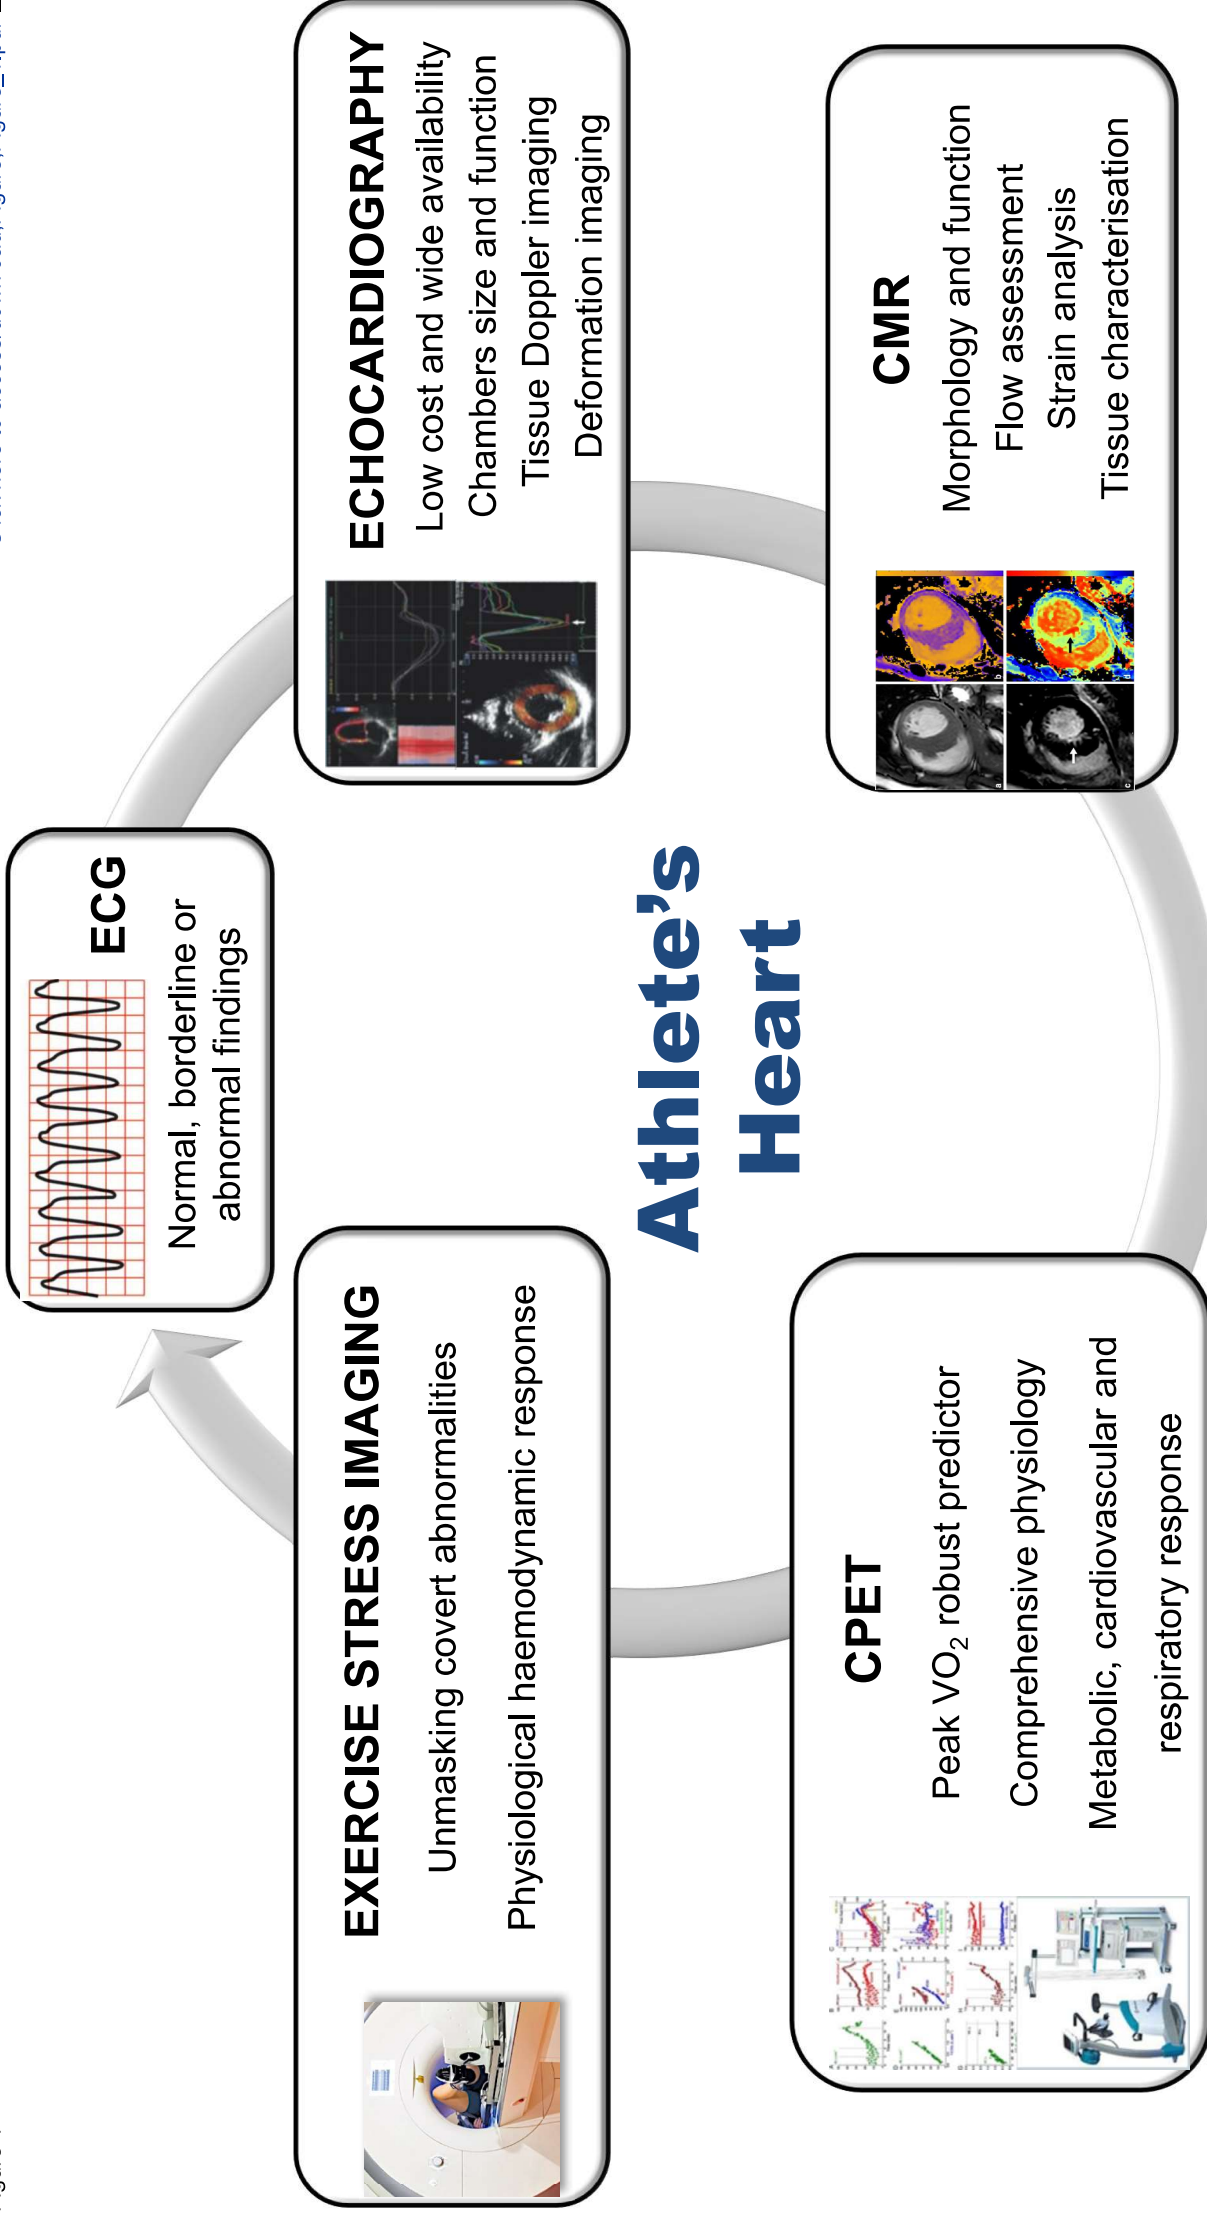 ECG
Normal, borderline or
abnormal findings
ECHOCARDIOGRAPHY
Low cost and wide availability
Chambers size and function
Tissue Doppler imaging
Deformation imaging
CMR
Morphology and function
Flow assessment
Strain analysis
Tissue characterisation
a
b
c
d
CPET
Peak VO₂ robust predictor
Comprehensive physiology
Metabolic, cardiovascular and
respiratory response
EXERCISE STRESS IMAGING
Unmasking covert abnormalities
Physiological haemodynamic response
Athlete’s
Heart